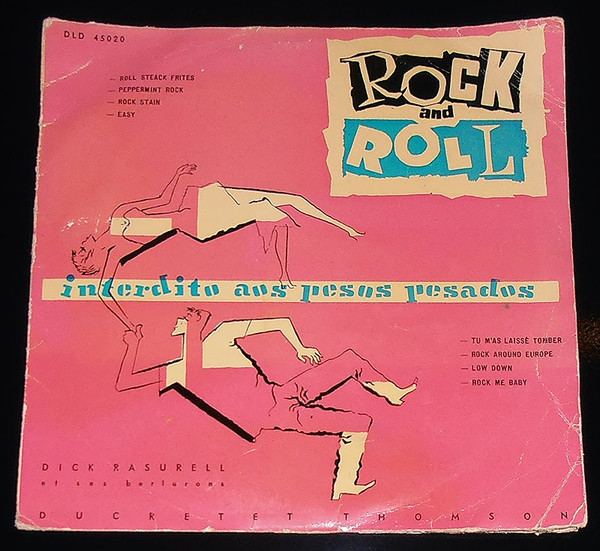 DLD 45020
— ROLL STEACK FRITES
— PEPPERMINT ROCK
— ROCK STAIN
— EASY
ROCK
and
ROLL
interdito aos pesos pesados
— TU M'AS LAISSÈ TOMBER
— ROCK AROUND EUROPE
— LOW DOWN
— ROCK ME BABY
DICK RASURELL
et ses berlurons
DUCRETET THOMSON